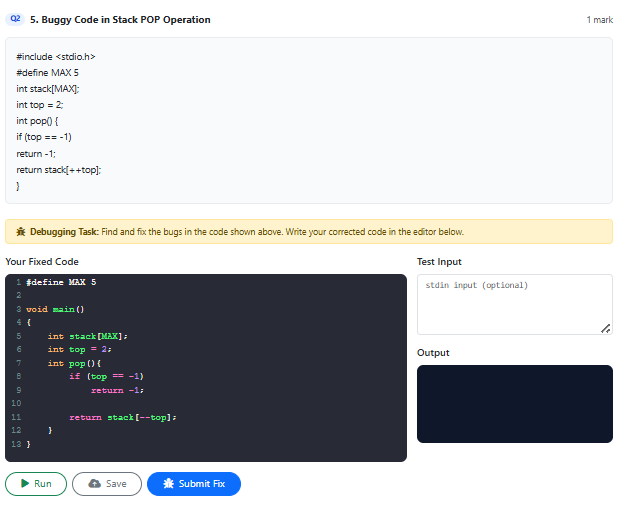 Q2 5. Buggy Code in Stack POP Operation 1 mark
#include <stdio.h>
#define MAX 5
int stack[MAX];
int top = 2;
int pop() {
if (top == -1)
return -1;
return stack[++top];
}
Debugging Task: Find and fix the bugs in the code shown above. Write your corrected code in the editor below.
Your Fixed Code
1 #define MAX 5
2
3 void main()
4 {
5 int stack[MAX];
6 int top = 2;
7 int pop(){
8 if (top == -1)
9 return -1;
10
11 return stack[--top];
12 }
13 }
Test Input
stdin input (optional)
Output
Run Save Submit Fix